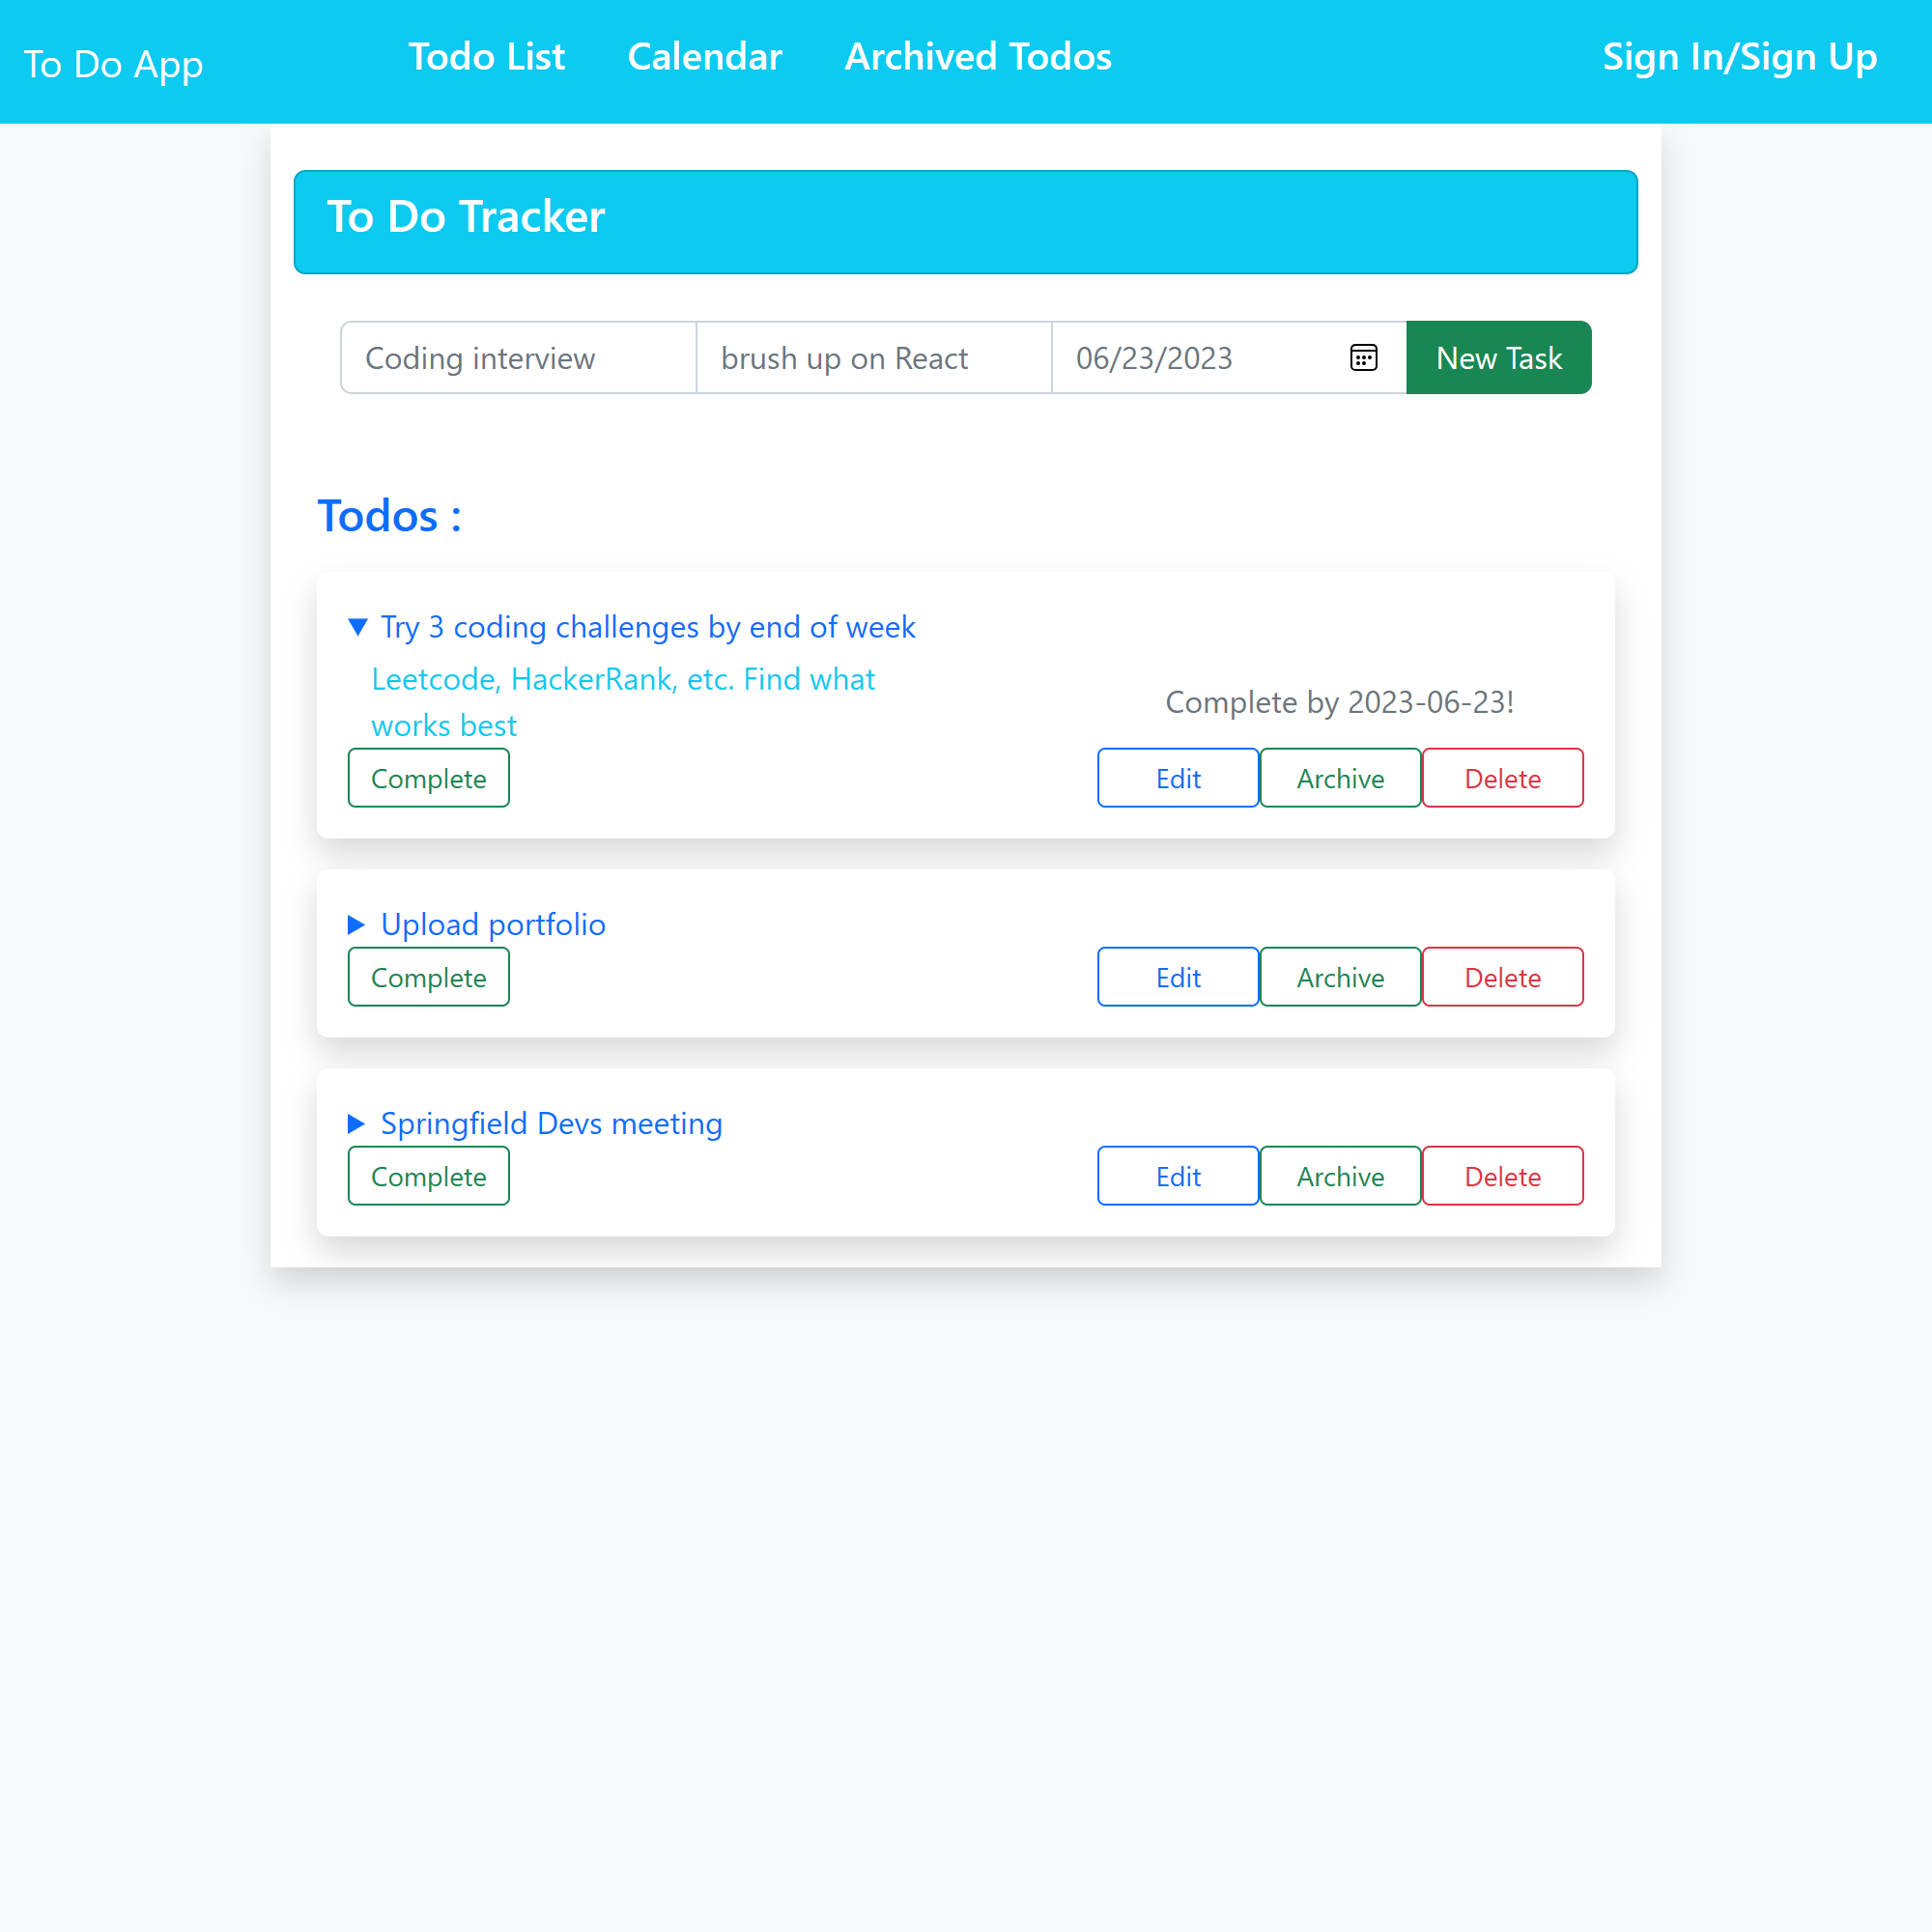 To Do App
Todo List
Calendar
Archived Todos
Sign In/Sign Up
To Do Tracker
Coding interview
brush up on React
06/23/2023
New Task
Todos :
Try 3 coding challenges by end of week
Leetcode, HackerRank, etc. Find what
works best
Complete by 2023-06-23!
Complete
Edit
Archive
Delete
Upload portfolio
Complete
Edit
Archive
Delete
Springfield Devs meeting
Complete
Edit
Archive
Delete